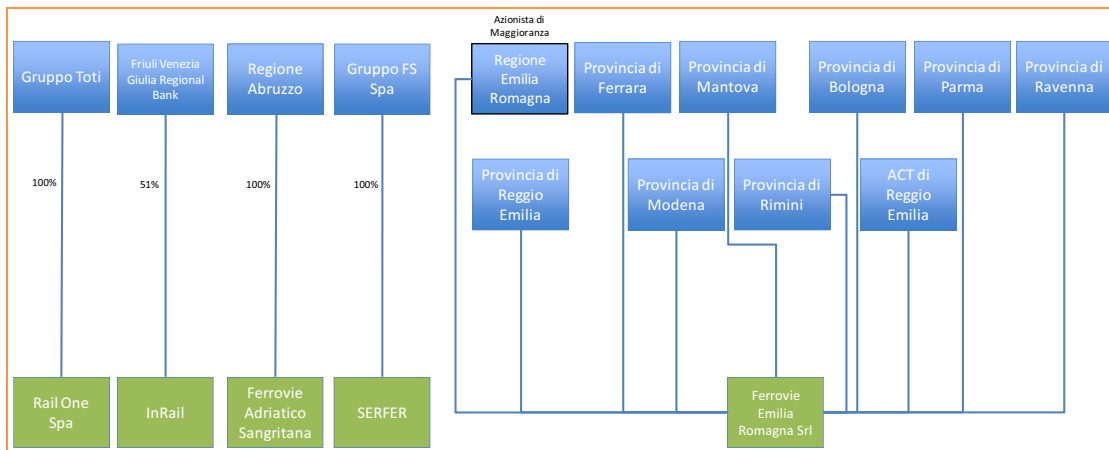 Azionista di
Maggioranza
Gruppo Toti
Friuli Venezia
Giulia Regional
Bank
Regione
Abruzzo
Gruppo FS
Spa
Regione
Emilia
Romagna
Provincia di
Ferrara
Provincia di
Mantova
Provincia di
Bologna
Provincia di
Parma
Provincia di
Ravenna
100%
51%
100%
100%
Provincia di
Reggio
Emilia
Provincia di
Modena
Provincia di
Rimini
ACT di
Reggio
Emilia
Rail One
Spa
InRail
Ferrovie
Adriatico
Sangritana
SERFER
Ferrovie
Emilia
Romagna Srl